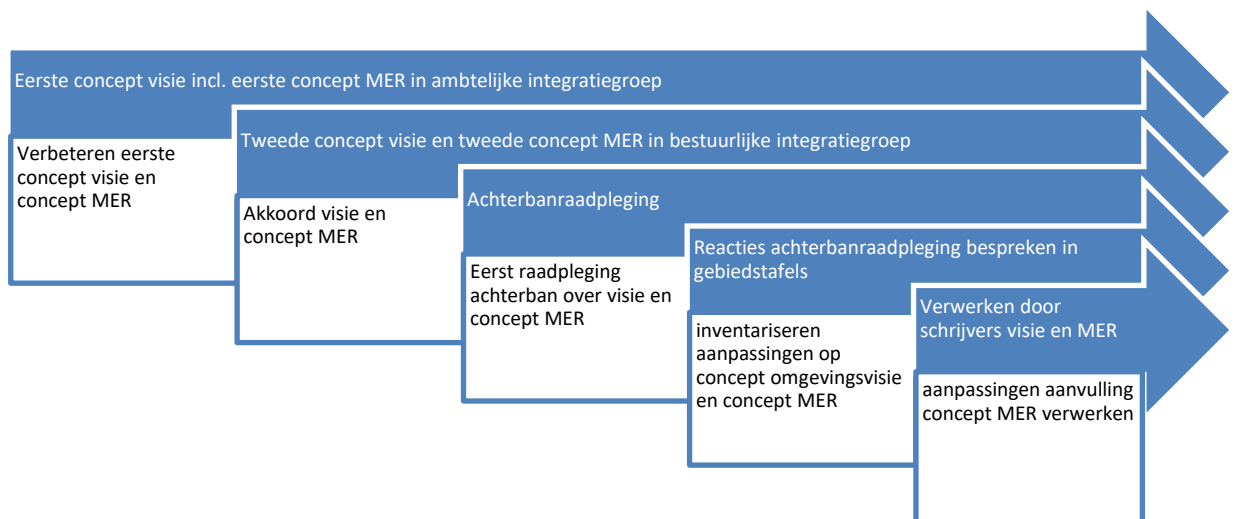 Eerste concept visie incl. eerste concept MER in ambtelijke integratiegroep
Verbeteren eerste
concept visie en
concept MER
Tweede concept visie en tweede concept MER in bestuurlijke integratiegroep
Akkoord visie en
concept MER
Achterbanraadpleging
Eerst raadpleging
achterban over visie en
concept MER
Reacties achterbanraadpleging bespreken in
gebiedstafels
inventariseren
aanpassingen op
concept omgevingsvisie
en concept MER
Verwerken door
schrijvers visie en MER
aanpassingen aanvulling
concept MER verwerken